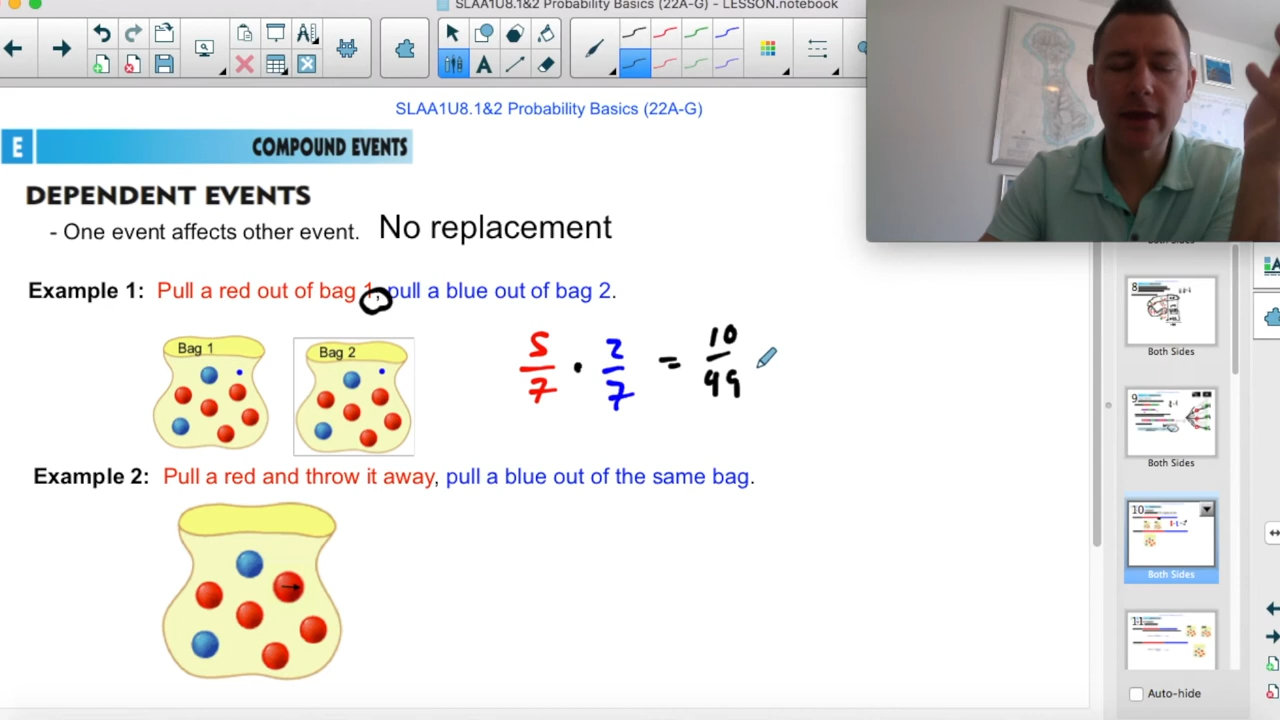 SLAA1U8.1&2 Probability Basics (22A-G) – LESSON.notebook
A
SLAA1U8.1&2 Probability Basics (22A-G)
E COMPOUND EVENTS
DEPENDENT EVENTS
- One event affects other event. No replacement
Example 1: Pull a red out of bag 1, pull a blue out of bag 2.
Bag 1 Bag 2
5/7 · 2/7 = 10/49
Example 2: Pull a red and throw it away, pull a blue out of the same bag.
Both Sides
8
Both Sides
9
Both Sides
10
Both Sides
11
Auto-hide